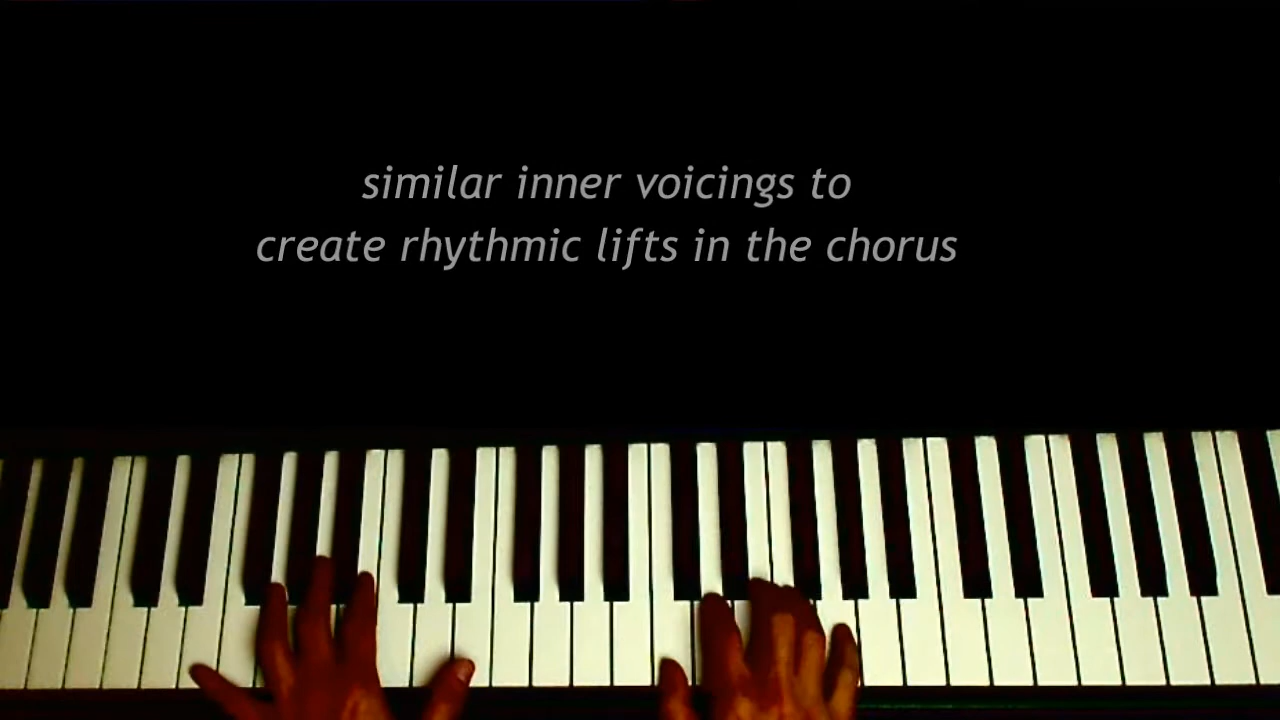 similar inner voicings to
create rhythmic lifts in the chorus